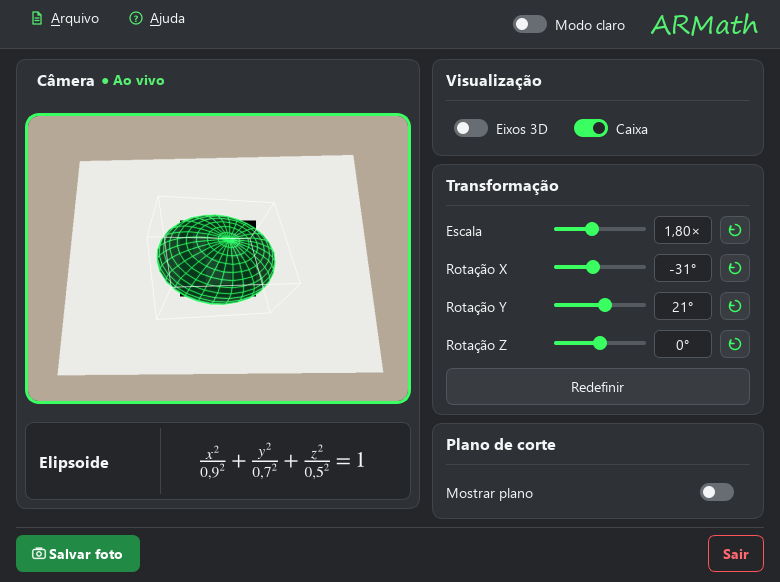 Arquivo
Ajuda
Modo claro
ARMath
Câmera ● Ao vivo
Elipsoide
x²/0,9² + y²/0,7² + z²/0,5² = 1
Visualização
Eixos 3D
Caixa
Transformação
Escala 1,80×
Rotação X -31°
Rotação Y 21°
Rotação Z 0°
Redefinir
Plano de corte
Mostrar plano
Salvar foto
Sair